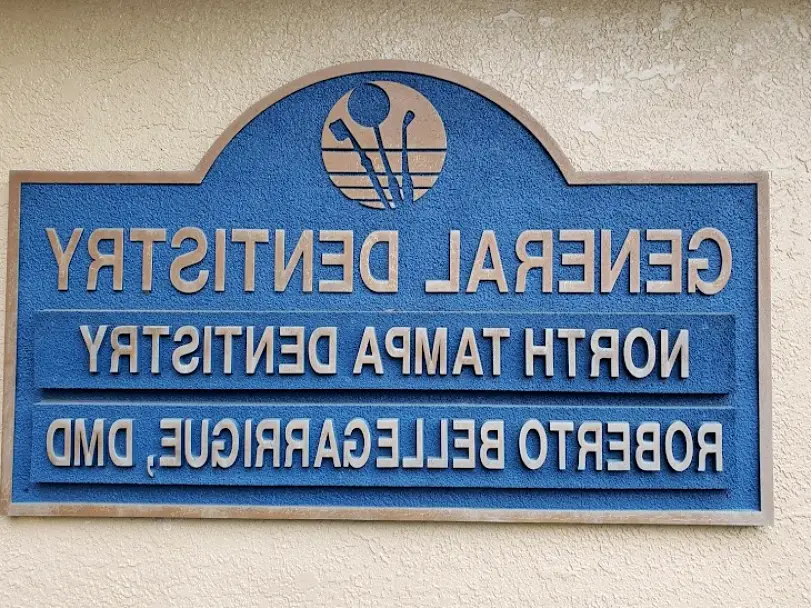 GENERAL DENTISTRY
NORTH TAMPA DENTISTRY
ROBERTO BELLEGARRIGUE, DMD